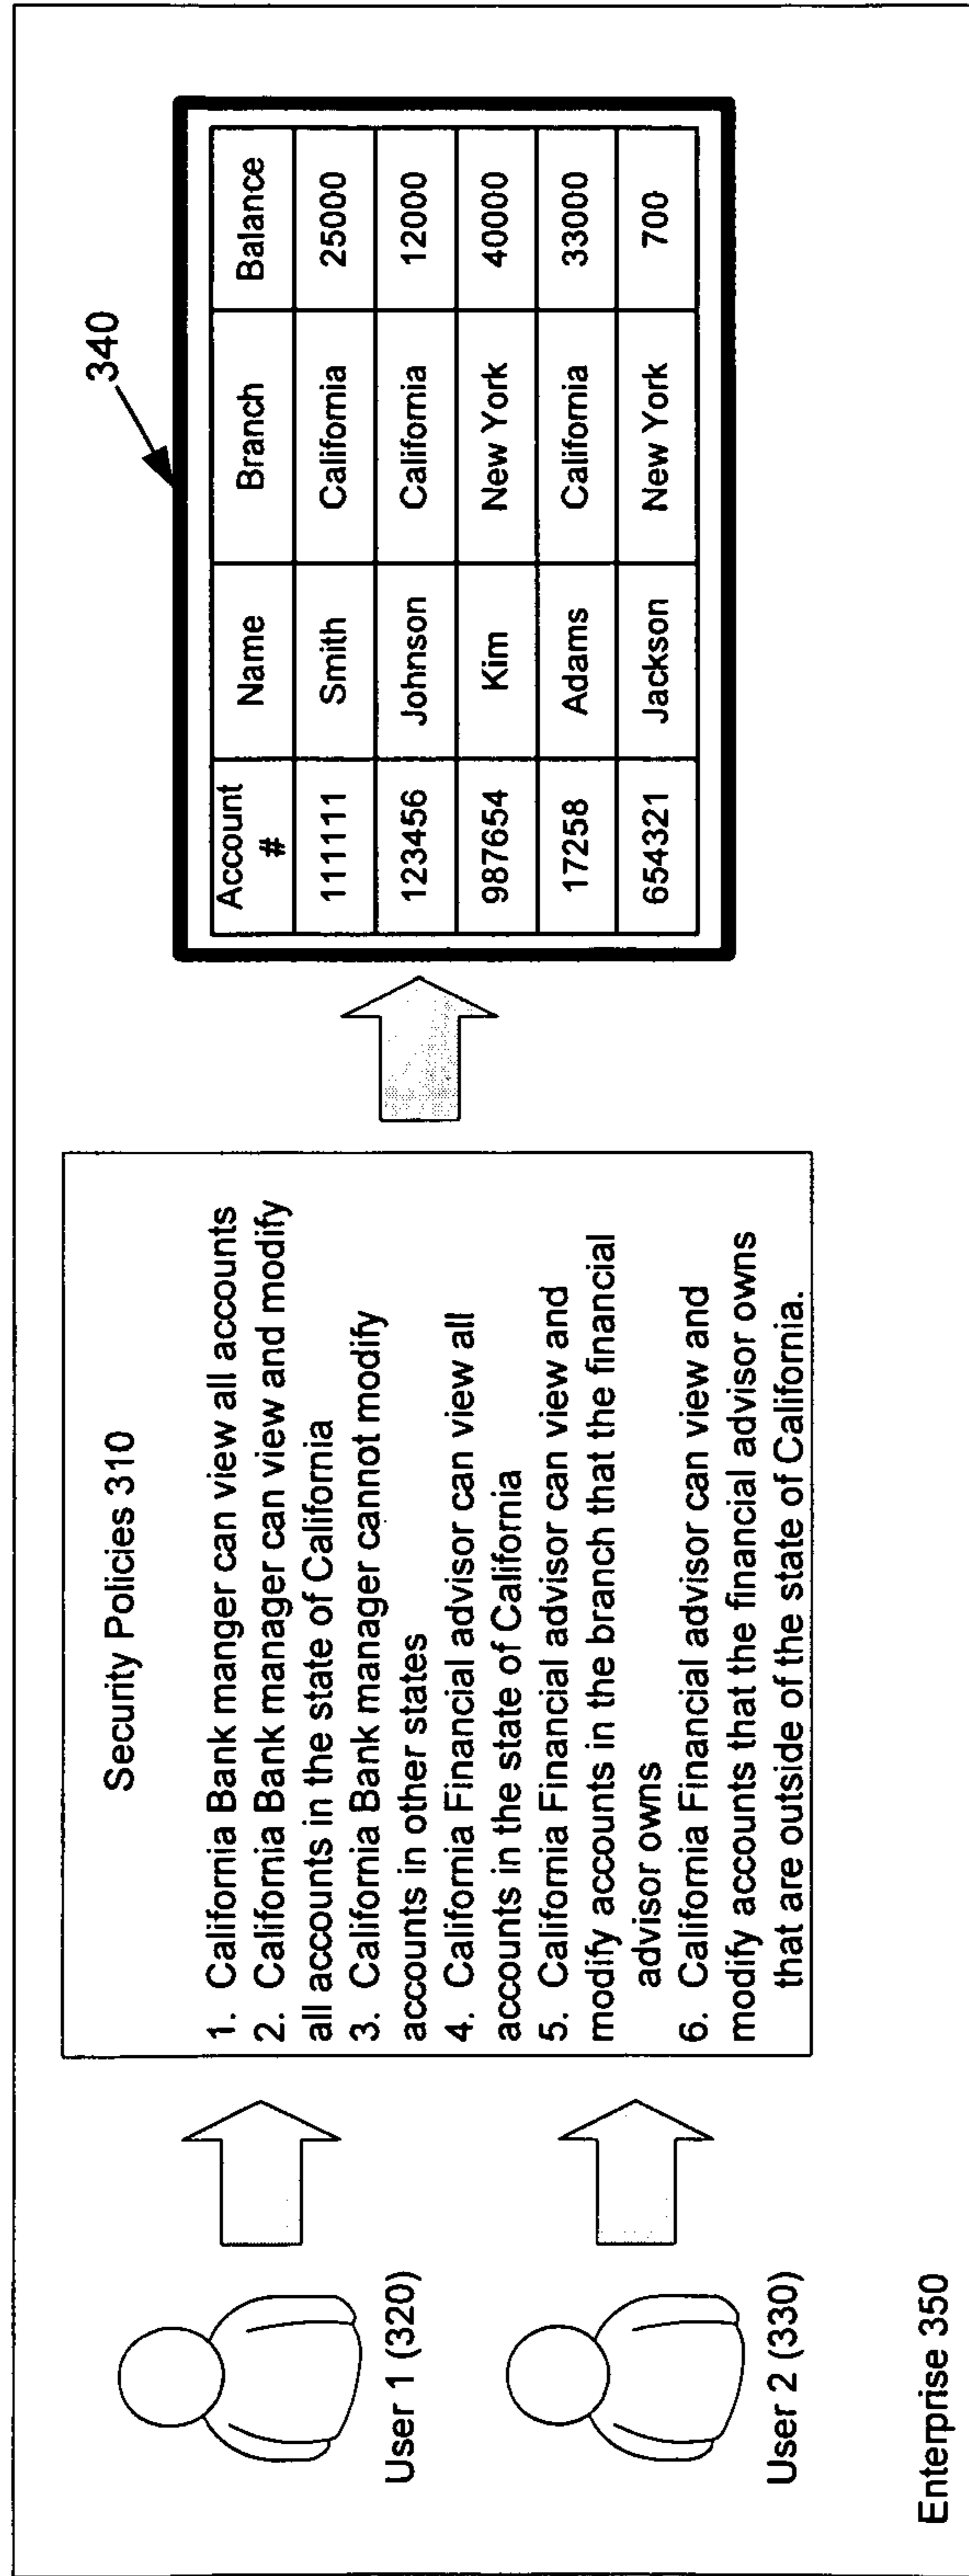 Security Policies 310
1. California Bank manger can view all accounts
2. California Bank manager can view and modify
all accounts in the state of California
3. California Bank manager cannot modify
accounts in other states
4. California Financial advisor can view all
accounts in the state of California
5. California Financial advisor can view and
modify accounts in the branch that the financial
advisor owns
6. California Financial advisor can view and
modify accounts that the financial advisor owns
that are outside of the state of California.
User 1 (320)
User 2 (330)
Enterprise 350
340
Account # Name Branch Balance
111111 Smith California 25000
123456 Johnson California 12000
987654 Kim New York 40000
17258 Adams California 33000
654321 Jackson New York 700